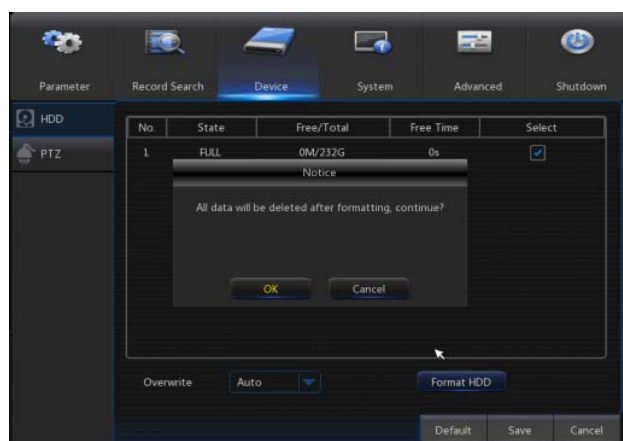 Parameter Record Search Device System Advanced Shutdown
HDD
PTZ
No. State Free/Total Free Time Select
1 FULL 0M/232G 0s
Notice
All data will be deleted after formatting, continue?
OK Cancel
Overwrite Auto Format HDD
Default Save Cancel